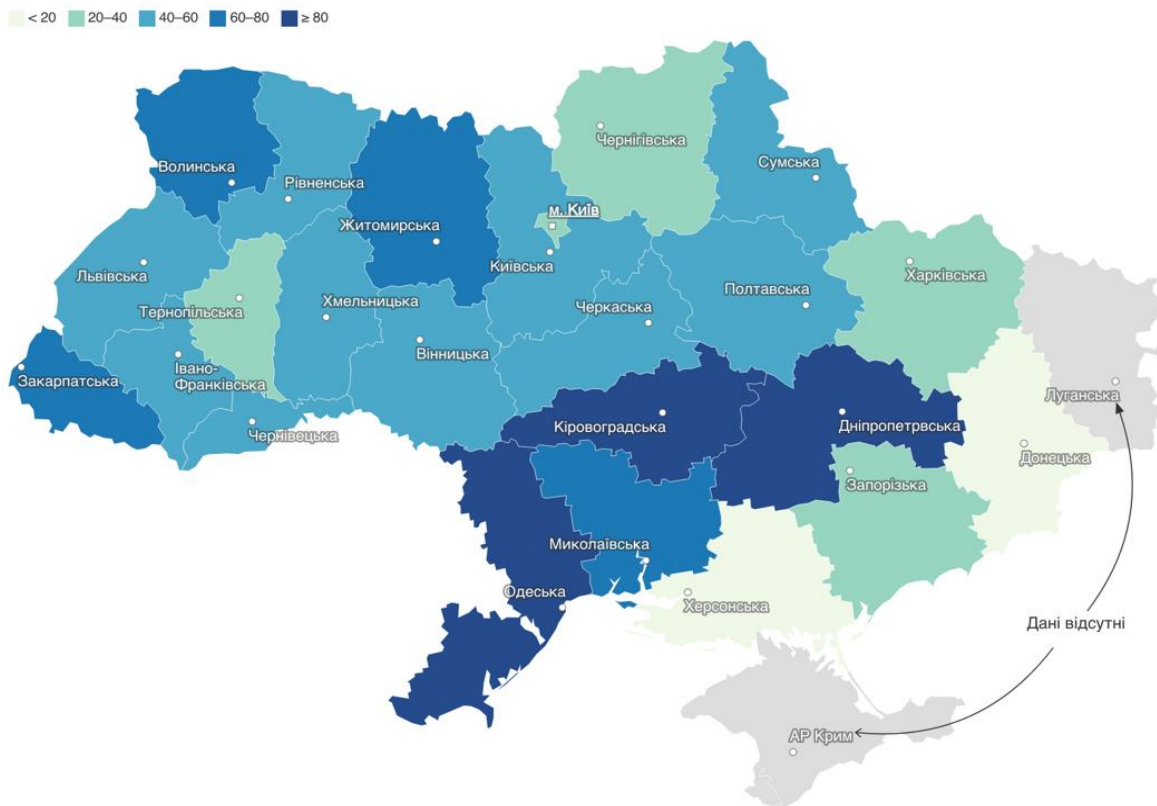 < 20 20–40 40–60 60–80 ≥ 80
Чернігівська
Волинська
Сумська
Рівненська
м. Київ
Житомирська
Київська
Львівська
Харківська
Тернопільська
Хмельницька
Черкаська
Полтавська
Вінницька
Івано-
Франківська
Закарпатська
Луганська
Чернівецька
Кіровоградська
Дніпропетрвська
Донецька
Запорізька
Миколаївська
Одеська
Херсонська
Дані відсутні
АР Крим